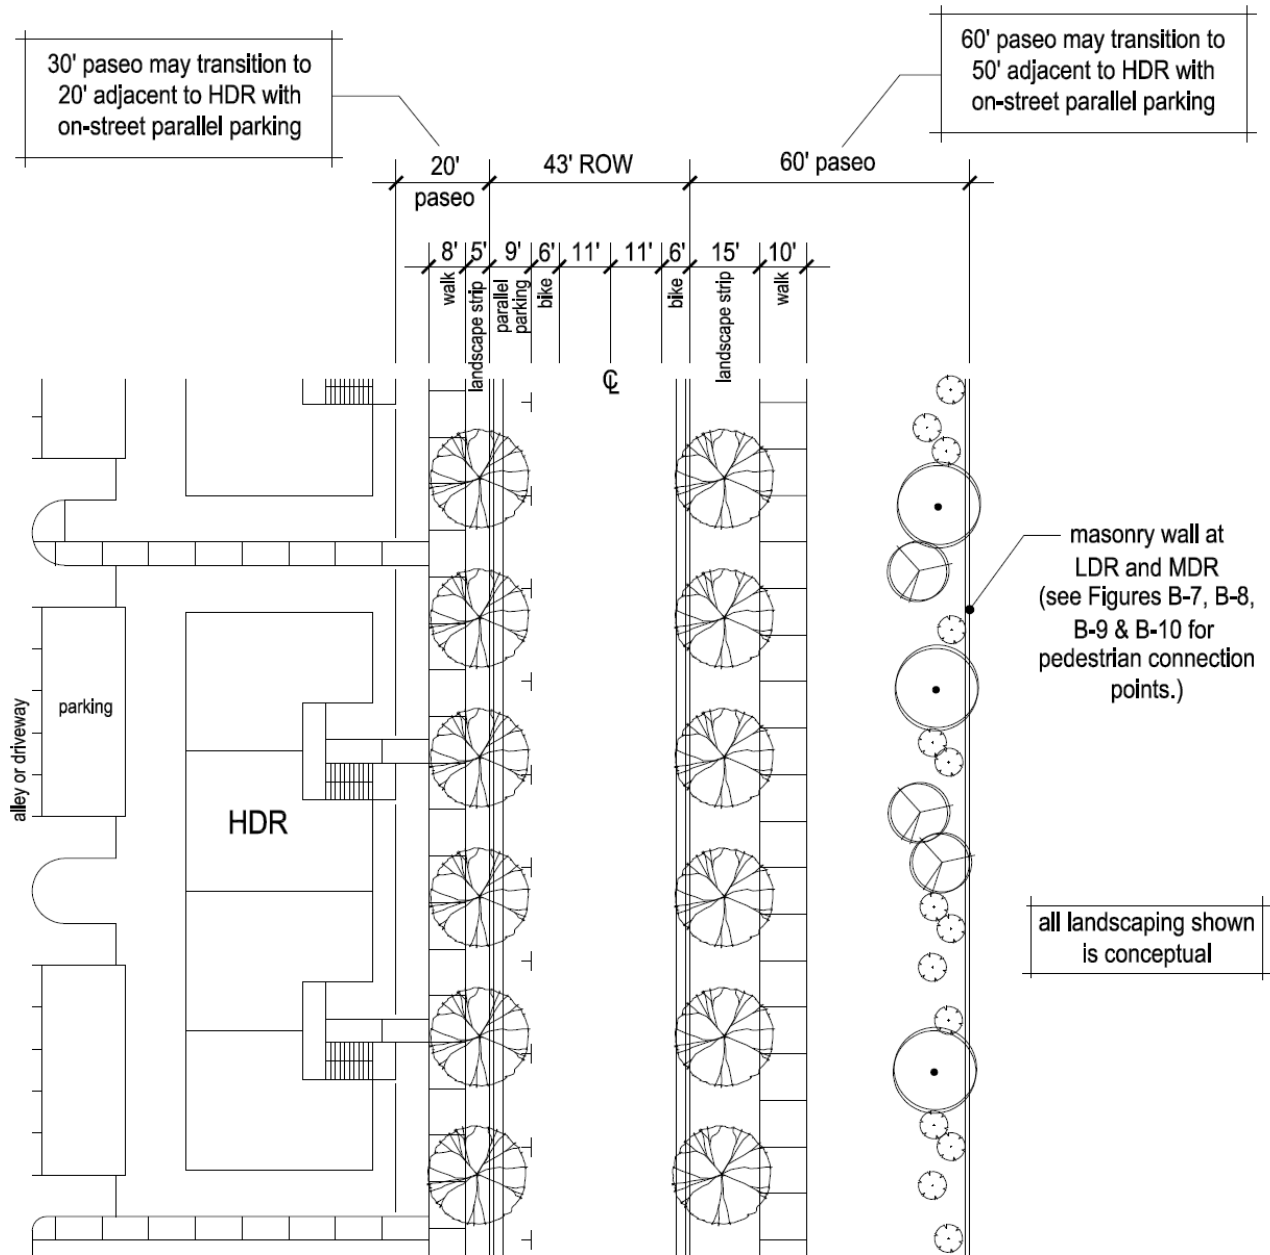 30' paseo may transition to
20' adjacent to HDR with
on-street parallel parking
60' paseo may transition to
50' adjacent to HDR with
on-street parallel parking
20'
paseo
43' ROW
60' paseo
8'
5'
9'
6'
11'
11'
6'
15'
10'
walk
landscape strip
parallel
parking
bike
bike
landscape strip
walk
℄
masonry wall at
LDR and MDR
(see Figures B-7, B-8,
B-9 & B-10 for
pedestrian connection
points.)
alley or driveway
parking
HDR
all landscaping shown
is conceptual